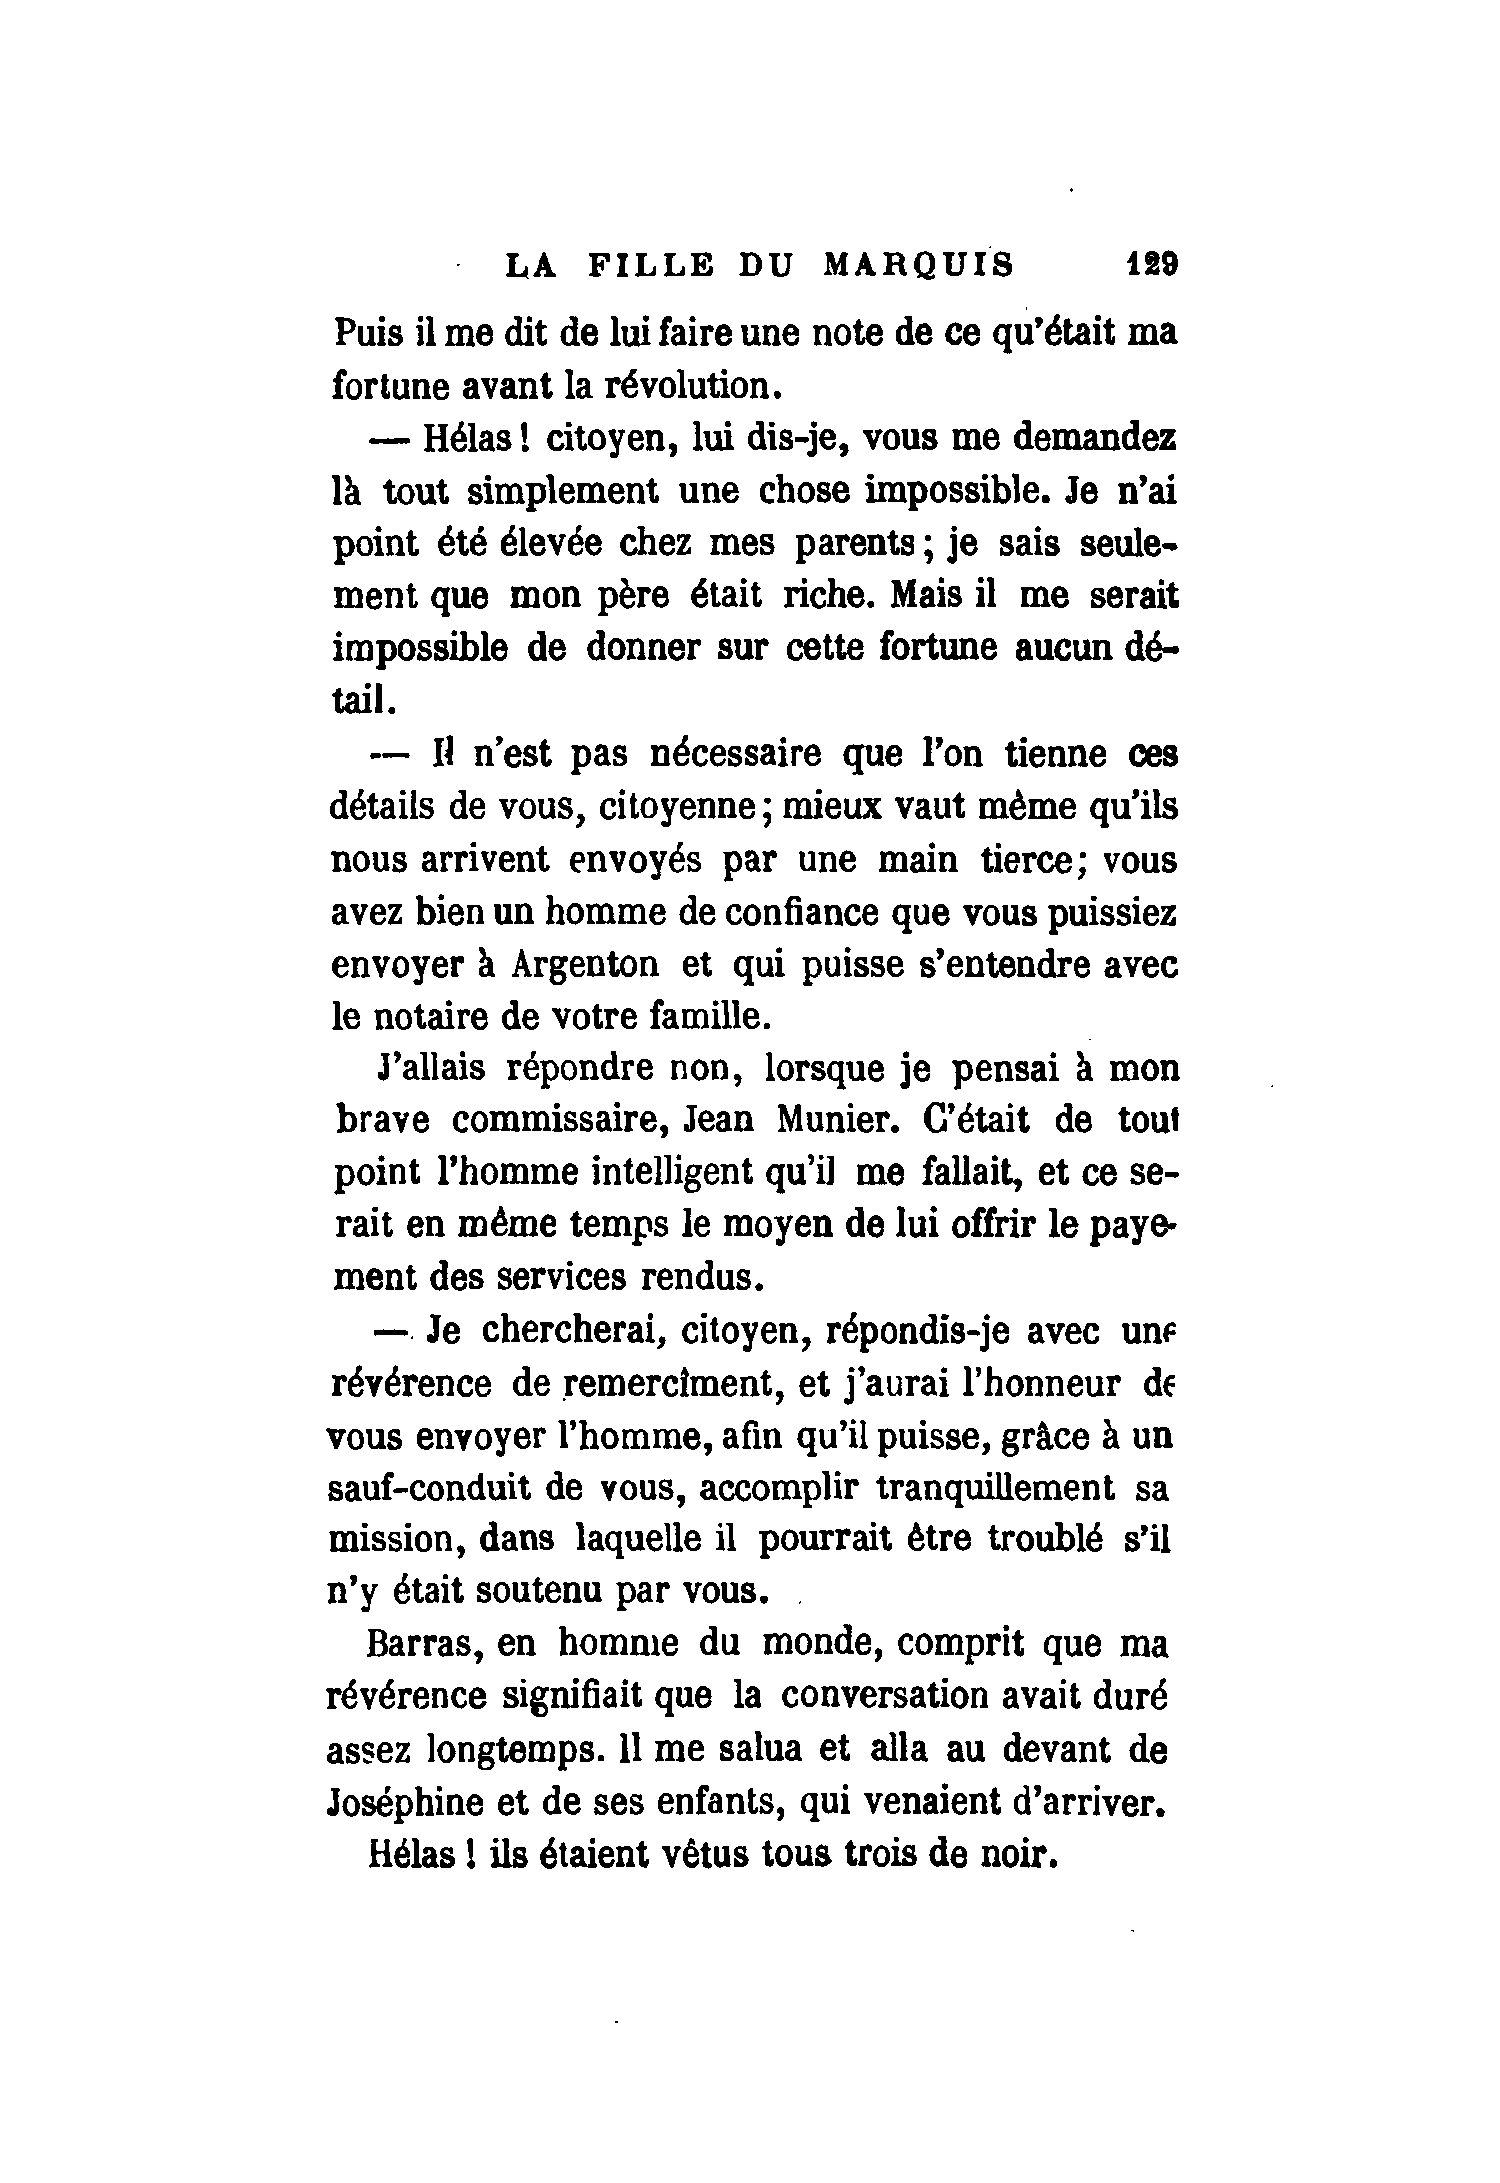 LA FILLE DU MARQUIS 129
Puis il me dit de lui faire une note de ce qu'était ma
fortune avant la révolution.
— Hélas ! citoyen, lui dis-je, vous me demandez
là tout simplement une chose impossible. Je n'ai
point été élevée chez mes parents ; je sais seule-
ment que mon père était riche. Mais il me serait
impossible de donner sur cette fortune aucun dé-
tail.
— Il n'est pas nécessaire que l'on tienne ces
détails de vous, citoyenne ; mieux vaut même qu'ils
nous arrivent envoyés par une main tierce ; vous
avez bien un homme de confiance que vous puissiez
envoyer à Argenton et qui puisse s'entendre avec
le notaire de votre famille.
J'allais répondre non, lorsque je pensai à mon
brave commissaire, Jean Munier. C'était de tout
point l'homme intelligent qu'il me fallait, et ce se-
rait en même temps le moyen de lui offrir le paye-
ment des services rendus.
— Je chercherai, citoyen, répondis-je avec une
révérence de remercîment, et j'aurai l'honneur de
vous envoyer l'homme, afin qu'il puisse, grâce à un
sauf-conduit de vous, accomplir tranquillement sa
mission, dans laquelle il pourrait être troublé s'il
n'y était soutenu par vous.
Barras, en homme du monde, comprit que ma
révérence signifiait que la conversation avait duré
assez longtemps. Il me salua et alla au devant de
Joséphine et de ses enfants, qui venaient d'arriver.
Hélas ! ils étaient vêtus tous trois de noir.